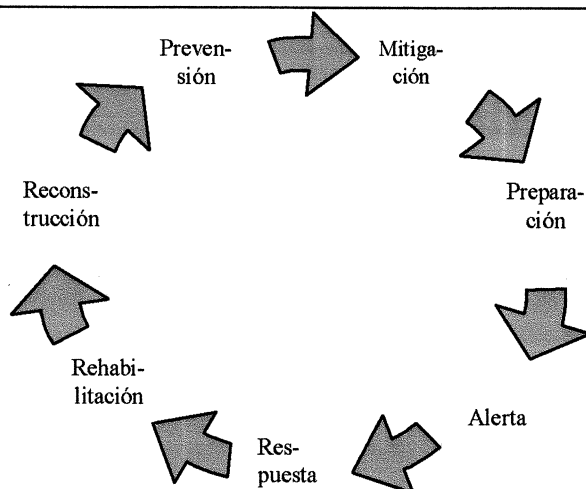 Preven-
sión
Mitiga-
ción
Prepara-
ción
Alerta
Res-
puesta
Rehabi-
litación
Recons-
trucción